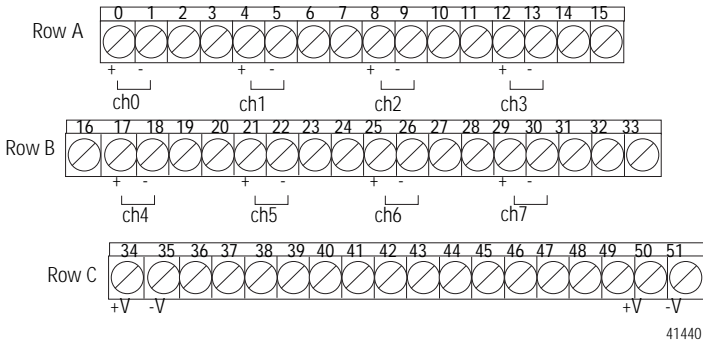 0 1 2 3 4 5 6 7 8 9 10 11 12 13 14 15
Row A
+ - + - + - + -
ch0 ch1 ch2 ch3
16 17 18 19 20 21 22 23 24 25 26 27 28 29 30 31 32 33
Row B
+ - + - + - + -
ch4 ch5 ch6 ch7
34 35 36 37 38 39 40 41 42 43 44 45 46 47 48 49 50 51
Row C
+V -V +V -V
41440